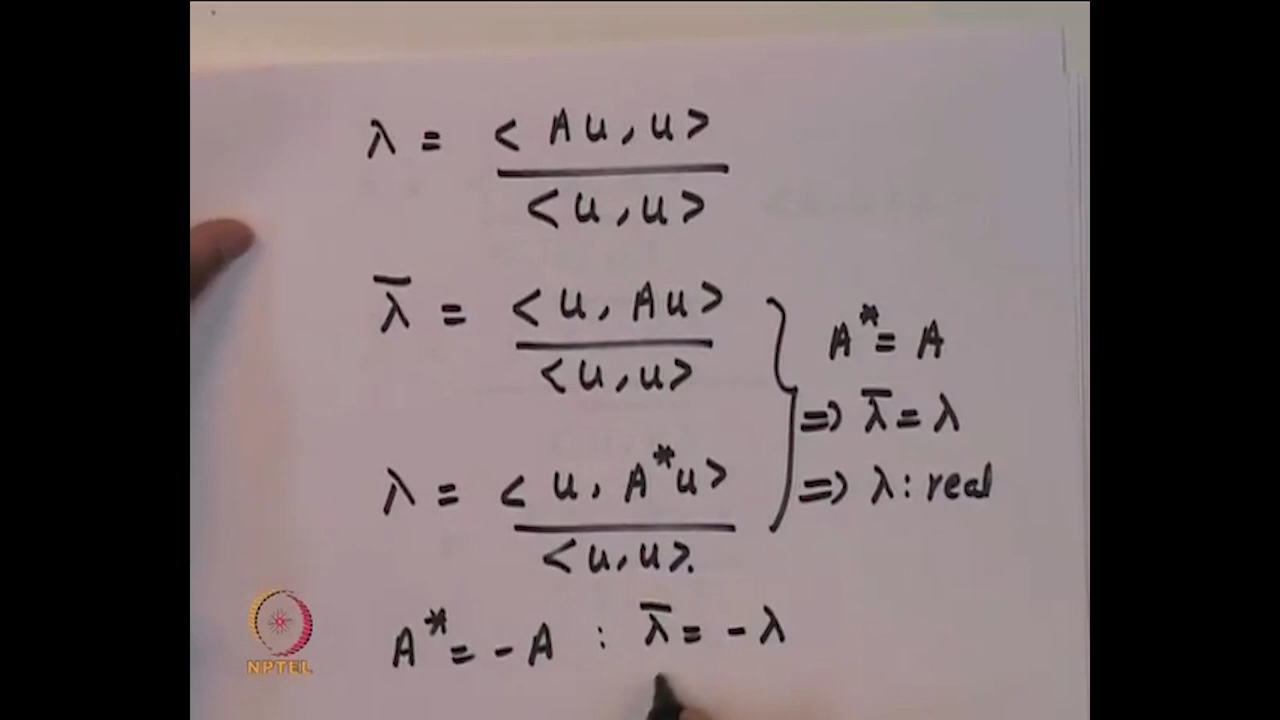 λ = < Au, u > / < u, u >
λ̄ = < u, Au > / < u, u >
A* = A
=> λ̄ = λ
=> λ : real
λ = < u, A*u > / < u, u >.
A* = - A : λ̄ = - λ
NPTEL